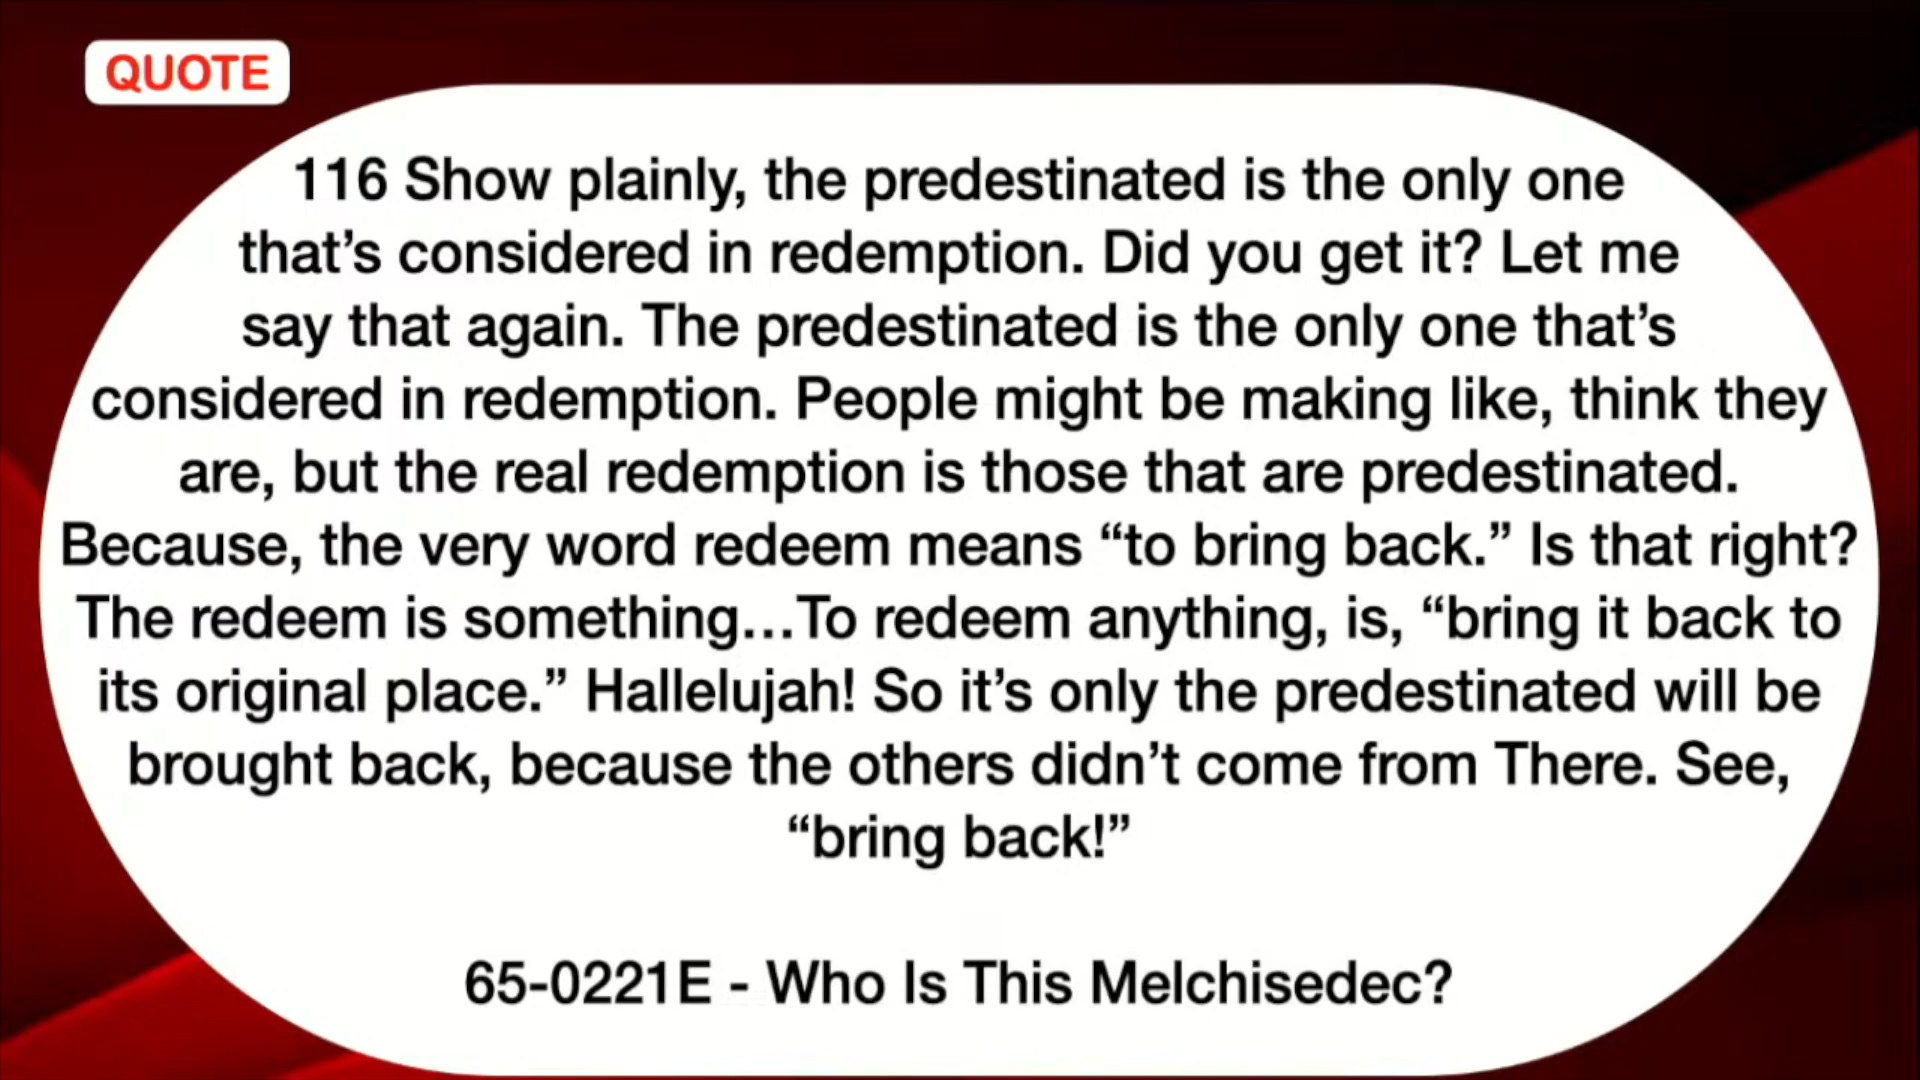 QUOTE
116 Show plainly, the predestinated is the only one
that’s considered in redemption. Did you get it? Let me
say that again. The predestinated is the only one that’s
considered in redemption. People might be making like, think they
are, but the real redemption is those that are predestinated.
Because, the very word redeem means “to bring back.” Is that right?
The redeem is something…To redeem anything, is, “bring it back to
its original place.” Hallelujah! So it’s only the predestinated will be
brought back, because the others didn’t come from There. See,
“bring back!”
65-0221E - Who Is This Melchisedec?